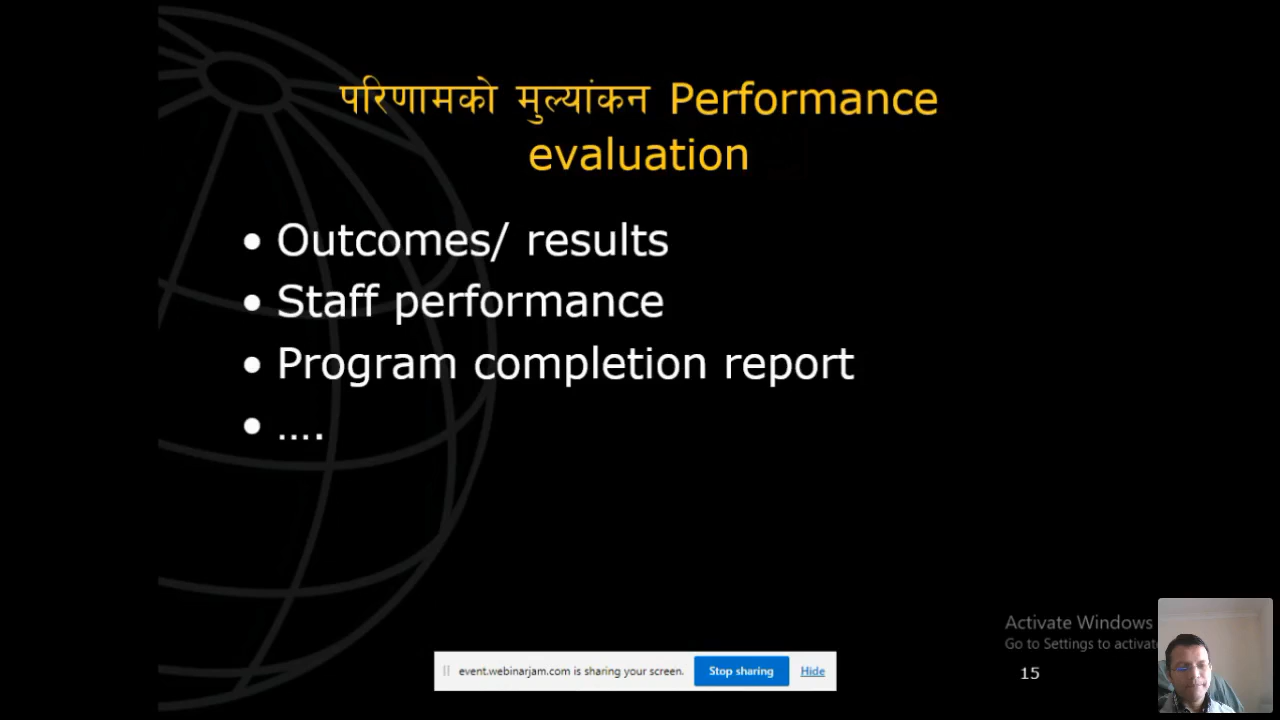 परिणामको मुल्यांकन Performance
evaluation
• Outcomes/ results
• Staff performance
• Program completion report
• ....
Activate Windows
Go to Settings to activat
event.webinarjam.com is sharing your screen. Stop sharing Hide
15